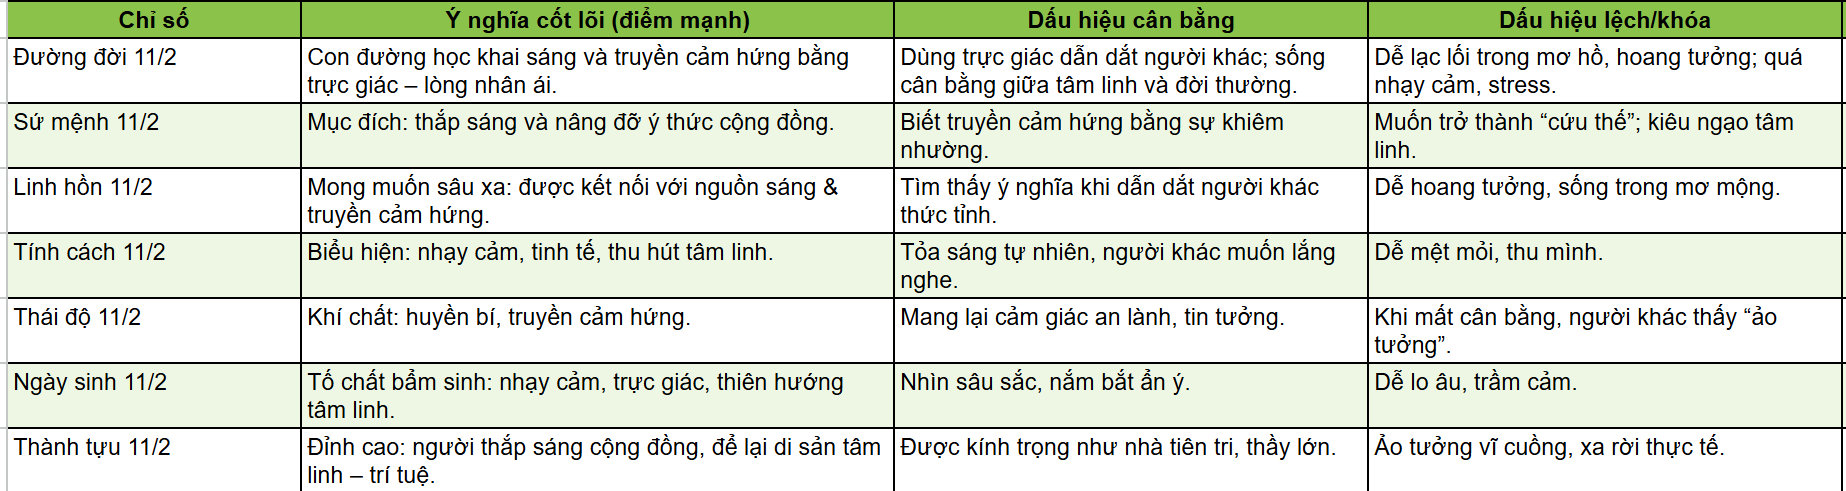 Chỉ số
Ý nghĩa cốt lõi (điểm mạnh)
Dấu hiệu cân bằng
Dấu hiệu lệch/khóa
Đường đời 11/2
Con đường học khai sáng và truyền cảm hứng bằng
trực giác – lòng nhân ái.
Dùng trực giác dẫn dắt người khác; sống
cân bằng giữa tâm linh và đời thường.
Dễ lạc lối trong mơ hồ, hoang tưởng; quá
nhạy cảm, stress.
Sứ mệnh 11/2
Mục đích: thắp sáng và nâng đỡ ý thức cộng đồng.
Biết truyền cảm hứng bằng sự khiêm
nhường.
Muốn trở thành “cứu thế”; kiêu ngạo tâm
linh.
Linh hồn 11/2
Mong muốn sâu xa: được kết nối với nguồn sáng &
truyền cảm hứng.
Tìm thấy ý nghĩa khi dẫn dắt người khác
thức tỉnh.
Dễ hoang tưởng, sống trong mơ mộng.
Tính cách 11/2
Biểu hiện: nhạy cảm, tinh tế, thu hút tâm linh.
Tỏa sáng tự nhiên, người khác muốn lắng
nghe.
Dễ mệt mỏi, thu mình.
Thái độ 11/2
Khí chất: huyền bí, truyền cảm hứng.
Mang lại cảm giác an lành, tin tưởng.
Khi mất cân bằng, người khác thấy “ảo
tưởng”.
Ngày sinh 11/2
Tố chất bẩm sinh: nhạy cảm, trực giác, thiên hướng
tâm linh.
Nhìn sâu sắc, nắm bắt ẩn ý.
Dễ lo âu, trầm cảm.
Thành tựu 11/2
Đỉnh cao: người thắp sáng cộng đồng, để lại di sản tâm
linh – trí tuệ.
Được kính trọng như nhà tiên tri, thầy lớn.
Ảo tưởng vĩ cuồng, xa rời thực tế.